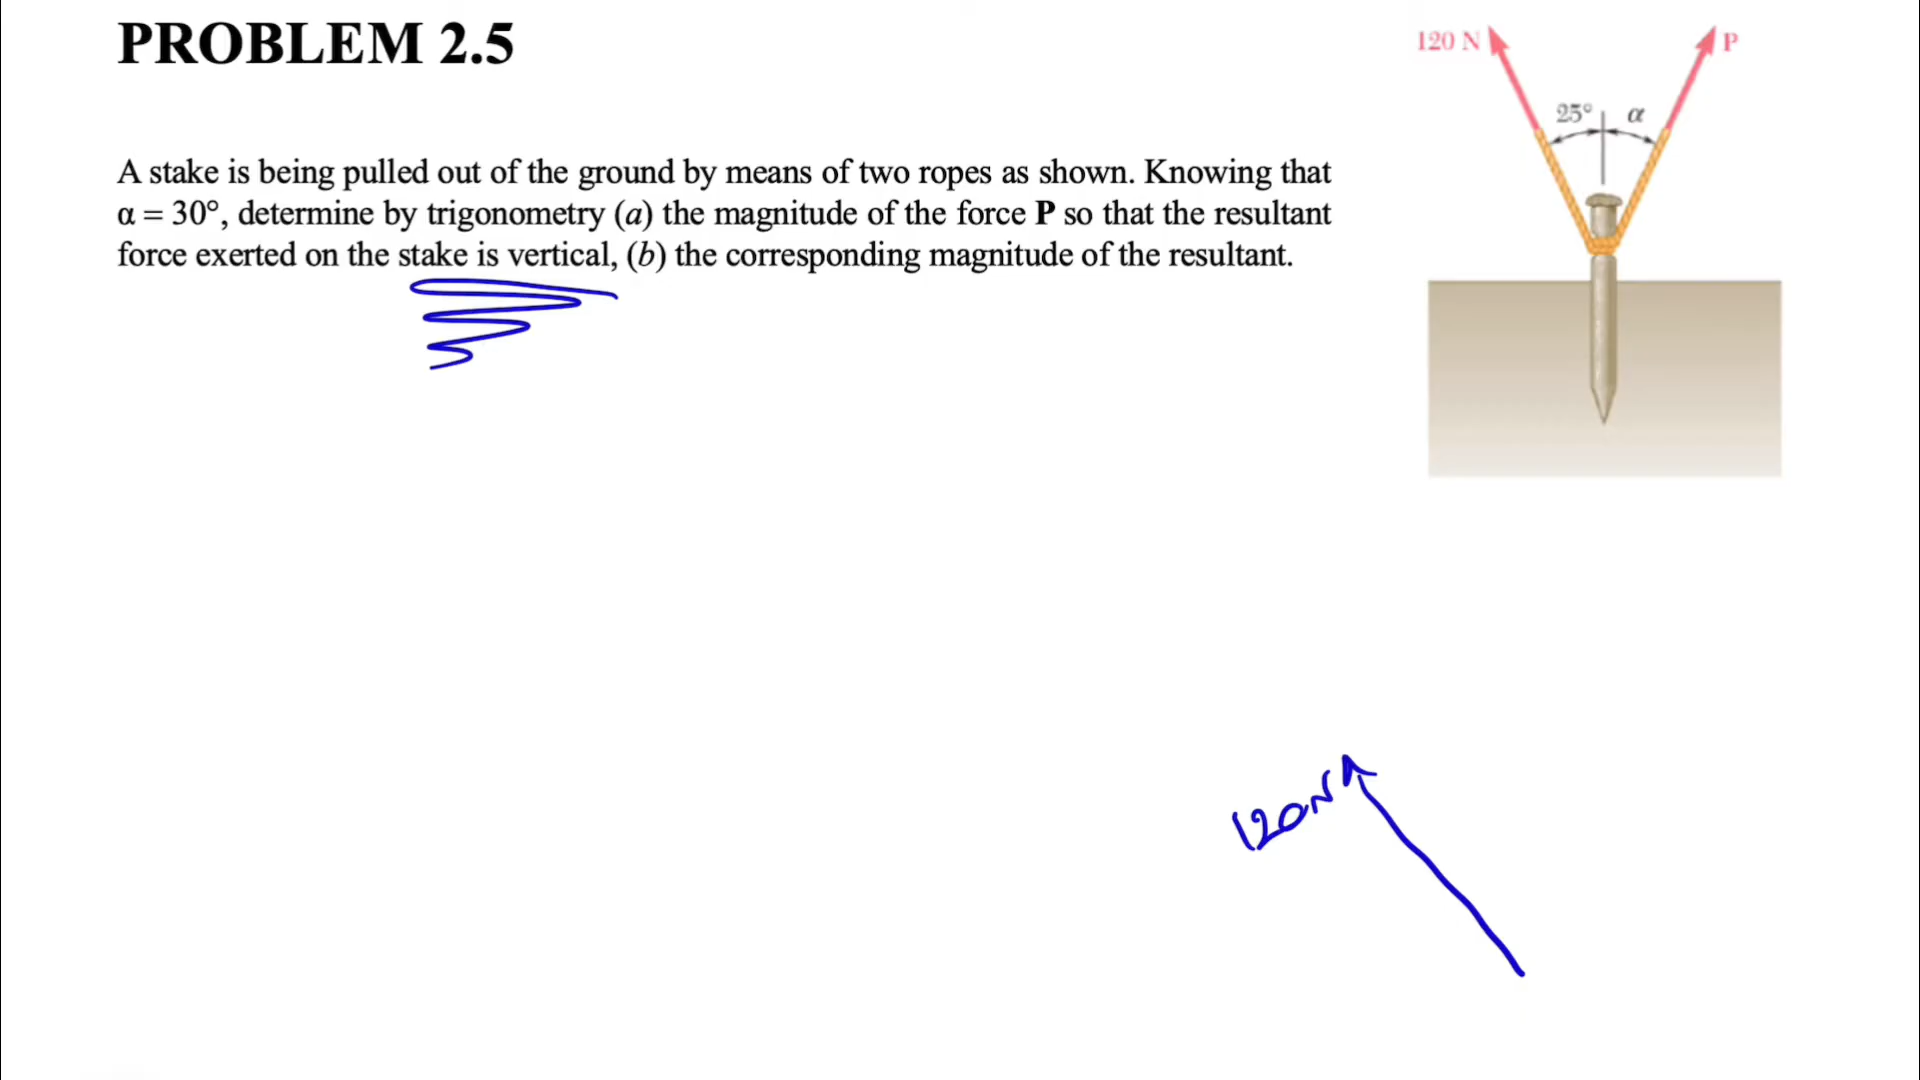 PROBLEM 2.5
120 N
P
25°
α
A stake is being pulled out of the ground by means of two ropes as shown. Knowing that
α = 30°, determine by trigonometry (a) the magnitude of the force P so that the resultant
force exerted on the stake is vertical, (b) the corresponding magnitude of the resultant.
120N